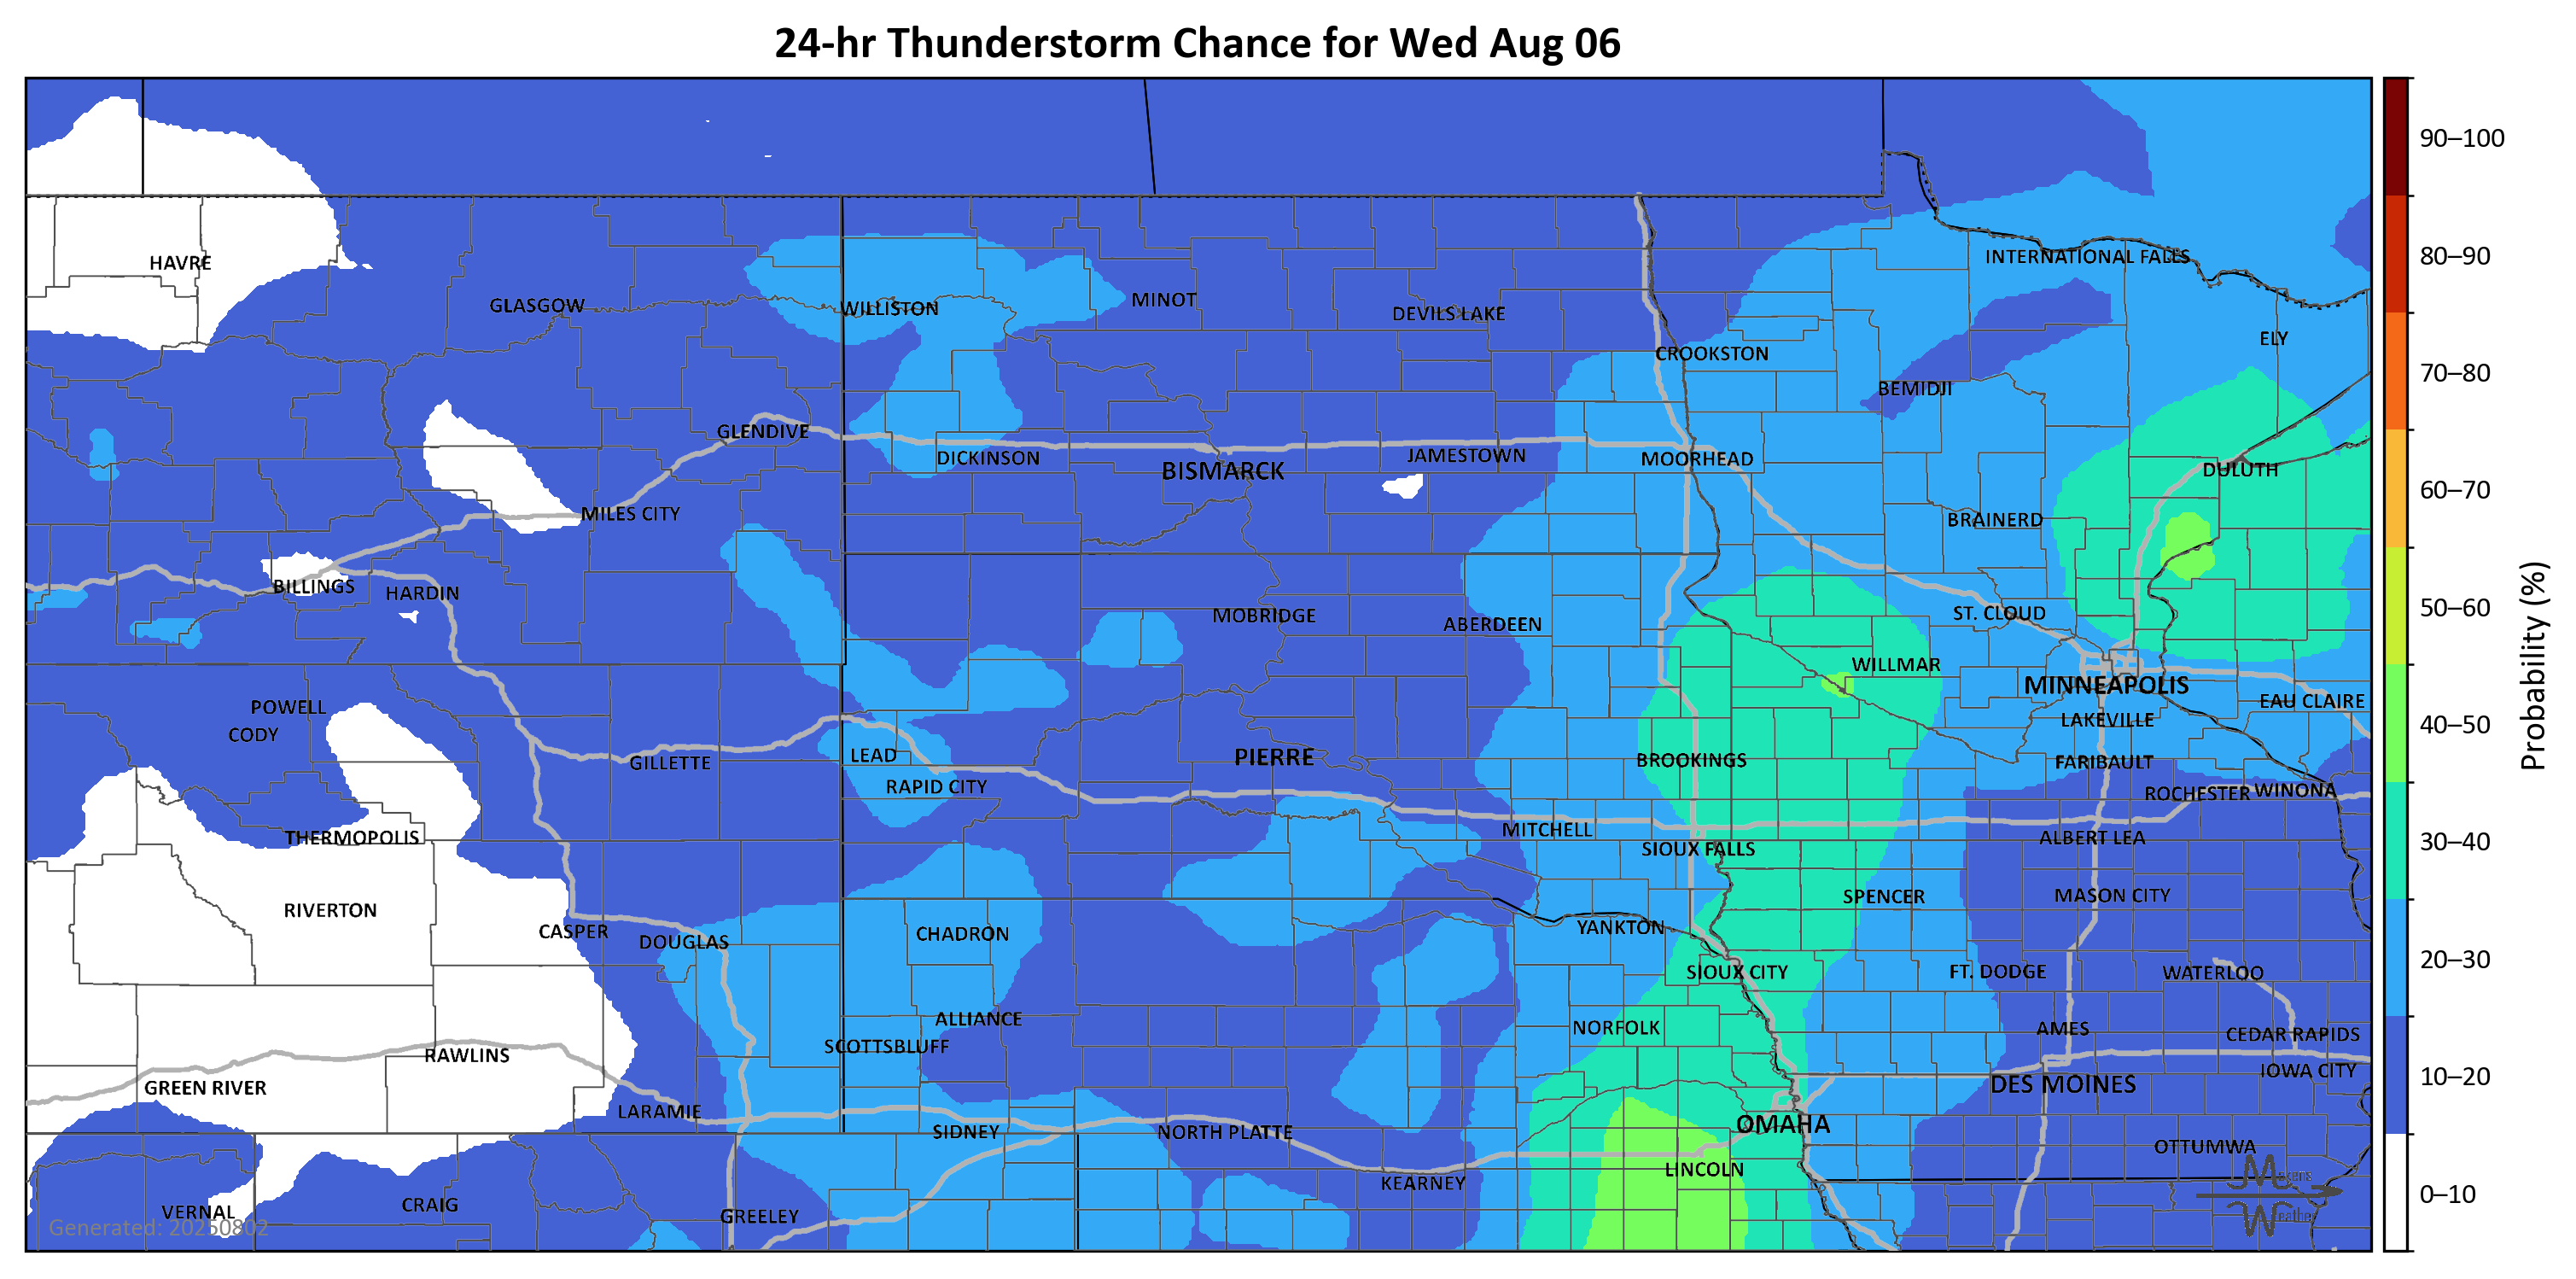 24-hr Thunderstorm Chance for Wed Aug 06
90–100
80–90
70–80
60–70
50–60
40–50
30–40
20–30
10–20
0–10
Probability (%)
HAVRE
INTERNATIONAL FALLS
GLASGOW
WILLISTON
MINOT
DEVILS LAKE
ELY
CROOKSTON
BEMIDJI
GLENDIVE
DICKINSON
BISMARCK
JAMESTOWN
MOORHEAD
DULUTH
MILES CITY
BRAINERD
BILLINGS
HARDIN
MOBRIDGE
ABERDEEN
ST. CLOUD
WILLMAR
MINNEAPOLIS
EAU CLAIRE
POWELL
CODY
LAKEVILLE
LEAD
GILLETTE
PIERRE
BROOKINGS
FARIBAULT
RAPID CITY
ROCHESTER
WINONA
THERMOPOLIS
MITCHELL
ALBERT LEA
SIOUX FALLS
RIVERTON
SPENCER
MASON CITY
CASPER
DOUGLAS
CHADRON
YANKTON
SIOUX CITY
FT. DODGE
WATERLOO
ALLIANCE
NORFOLK
AMES
CEDAR RAPIDS
SCOTTSBLUFF
RAWLINS
GREEN RIVER
DES MOINES
IOWA CITY
LARAMIE
SIDNEY
NORTH PLATTE
OMAHA
OTTUMWA
LINCOLN
KEARNEY
VERNAL
CRAIG
GREELEY
Generated: 20250802
Weather